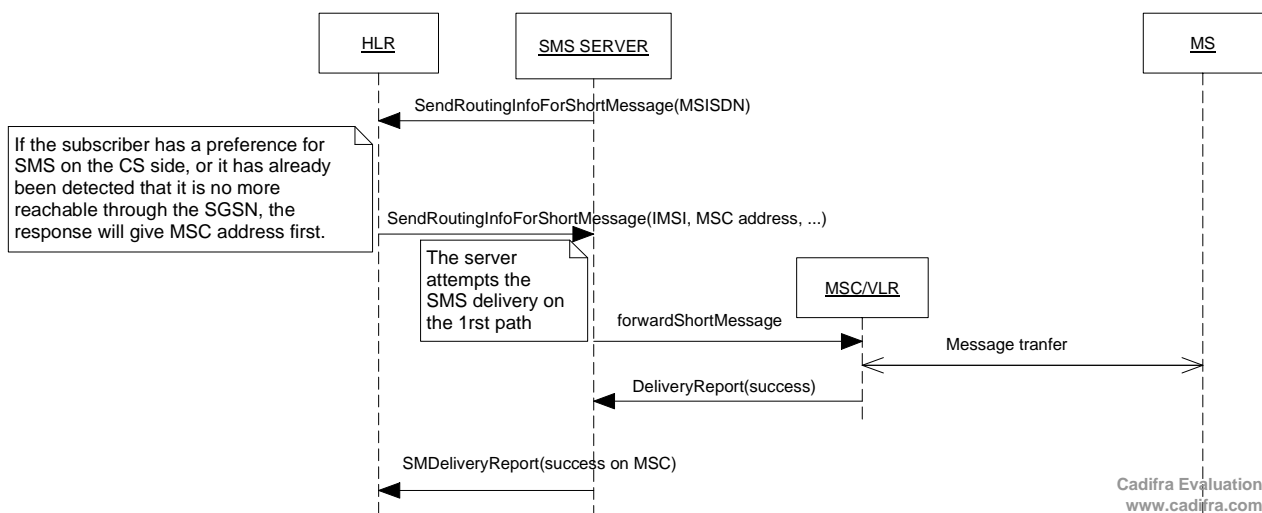 HLR
SMS SERVER
MS
SendRoutingInfoForShortMessage(MSISDN)
If the subscriber has a preference for
SMS on the CS side, or it has already
been detected that it is no more
reachable through the SGSN, the
response will give MSC address first.
SendRoutingInfoForShortMessage(IMSI, MSC address, ...)
The server
attempts the
SMS delivery on
the 1rst path
MSC/VLR
forwardShortMessage
Message tranfer
DeliveryReport(success)
SMDeliveryReport(success on MSC)
Cadifra Evaluation
www.cadifra.com